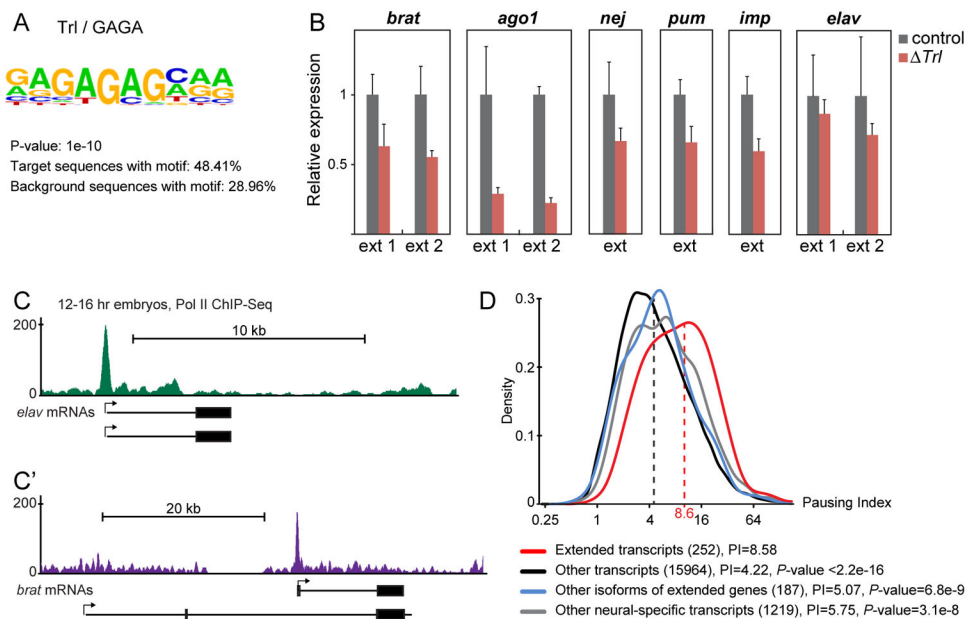 A
Trl / GAGA
GAGAGAGCAA
P-value: 1e-10
Target sequences with motif: 48.41%
Background sequences with motif: 28.96%
B
brat ago1 nej pum imp elav
control
ΔTrl
Relative expression
1
0.5
ext 1 ext 2 ext 1 ext 2 ext ext ext ext 1 ext 2
C
12-16 hr embryos, Pol II ChIP-Seq
200
10 kb
0
elav mRNAs
C'
200
20 kb
0
brat mRNAs
D
0.3
0.2
0.1
0
Density
0.25 1 4 8.6 16 64
Pausing Index
Extended transcripts (252), PI=8.58
Other transcripts (15964), PI=4.22, P-value <2.2e-16
Other isoforms of extended genes (187), PI=5.07, P-value=6.8e-9
Other neural-specific transcripts (1219), PI=5.75, P-value=3.1e-8